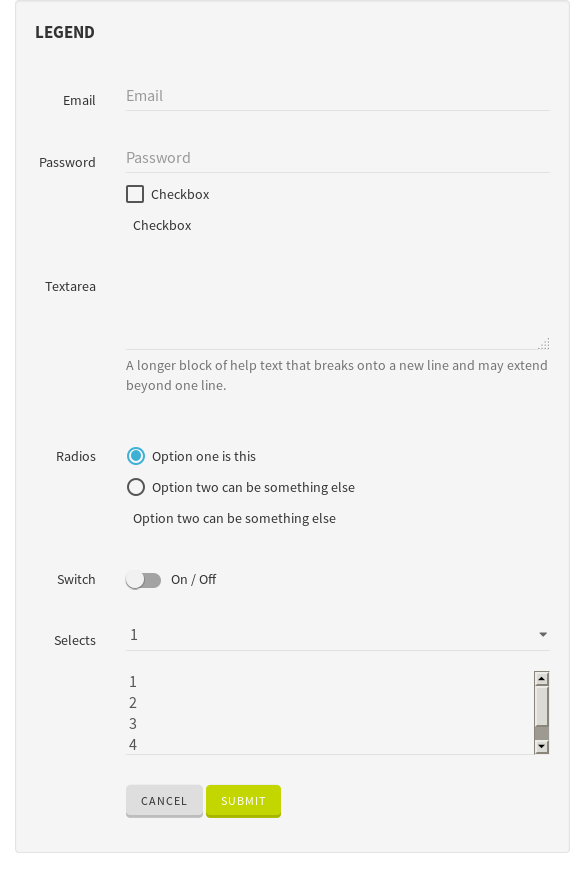 LEGEND
Email
Email
Password
Password
Checkbox
Checkbox
Textarea
A longer block of help text that breaks onto a new line and may extend
beyond one line.
Radios
Option one is this
Option two can be something else
Option two can be something else
Switch
On / Off
Selects
1
1
2
3
4
CANCEL
SUBMIT